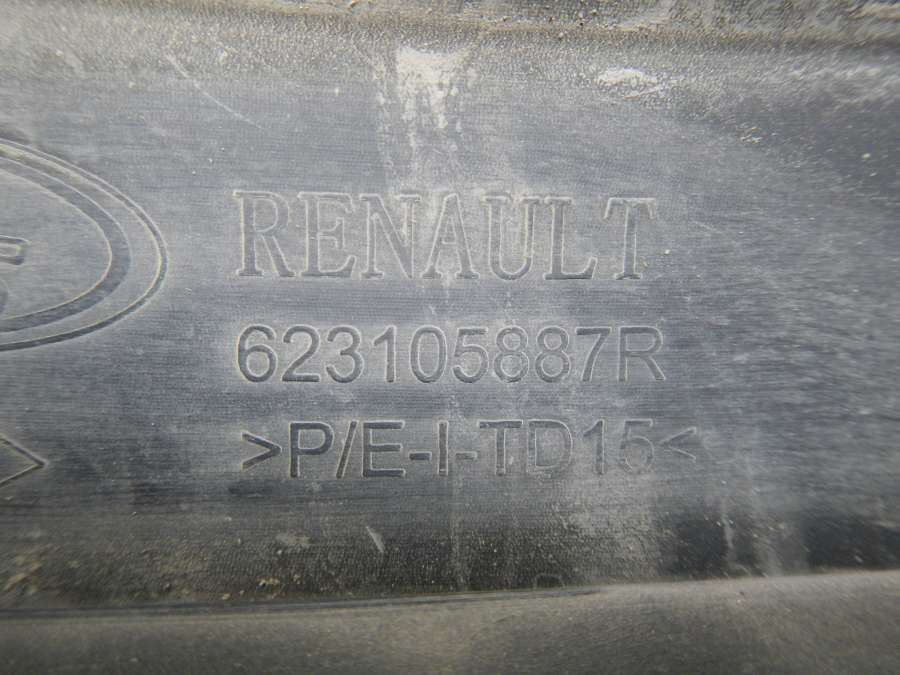 RENAULT
623105887R
>P/E-I-TD15<